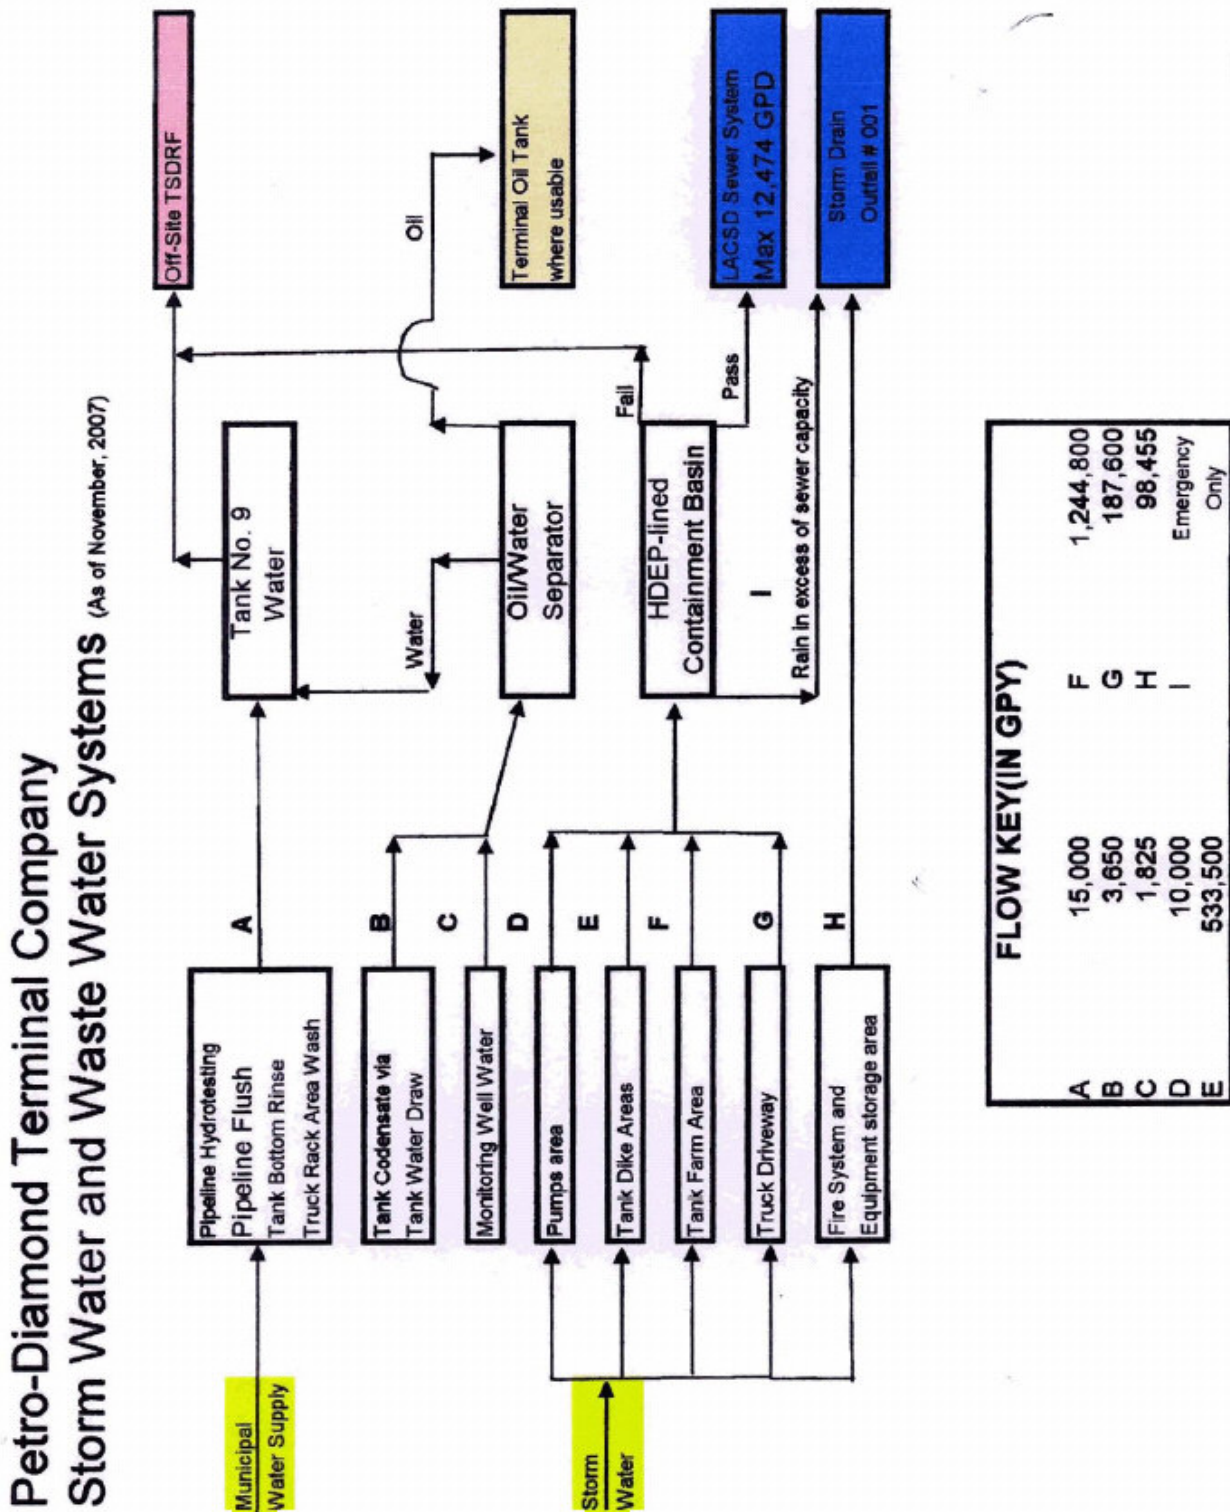 Petro-Diamond Terminal Company
Storm Water and Waste Water Systems (As of November, 2007)
Municipal
Water Supply
Pipeline Hydrotesting
Pipeline Flush
Tank Bottom Rinse
Truck Rack Area Wash
A
Tank No. 9
Water
Off-Site TSDRF
Tank Codensate via
Tank Water Draw
B
Water
Oil
Monitoring Well Water
C
Oil/Water
Separator
Terminal Oil Tank
where usable
Storm
Water
Pumps area
D
Tank Dike Areas
E
Fail
HDEP-lined
Containment Basin
Tank Farm Area
F
Pass
LACSD Sewer System
Max 12,474 GPD
Truck Driveway
G
I
Rain in excess of sewer capacity
Fire System and
Equipment storage area
H
Storm Drain
Outfall # 001
FLOW KEY(IN GPY)
A 15,000 F 1,244,800
B 3,650 G 187,600
C 1,825 H 98,455
D 10,000 I Emergency
E 533,500 Only